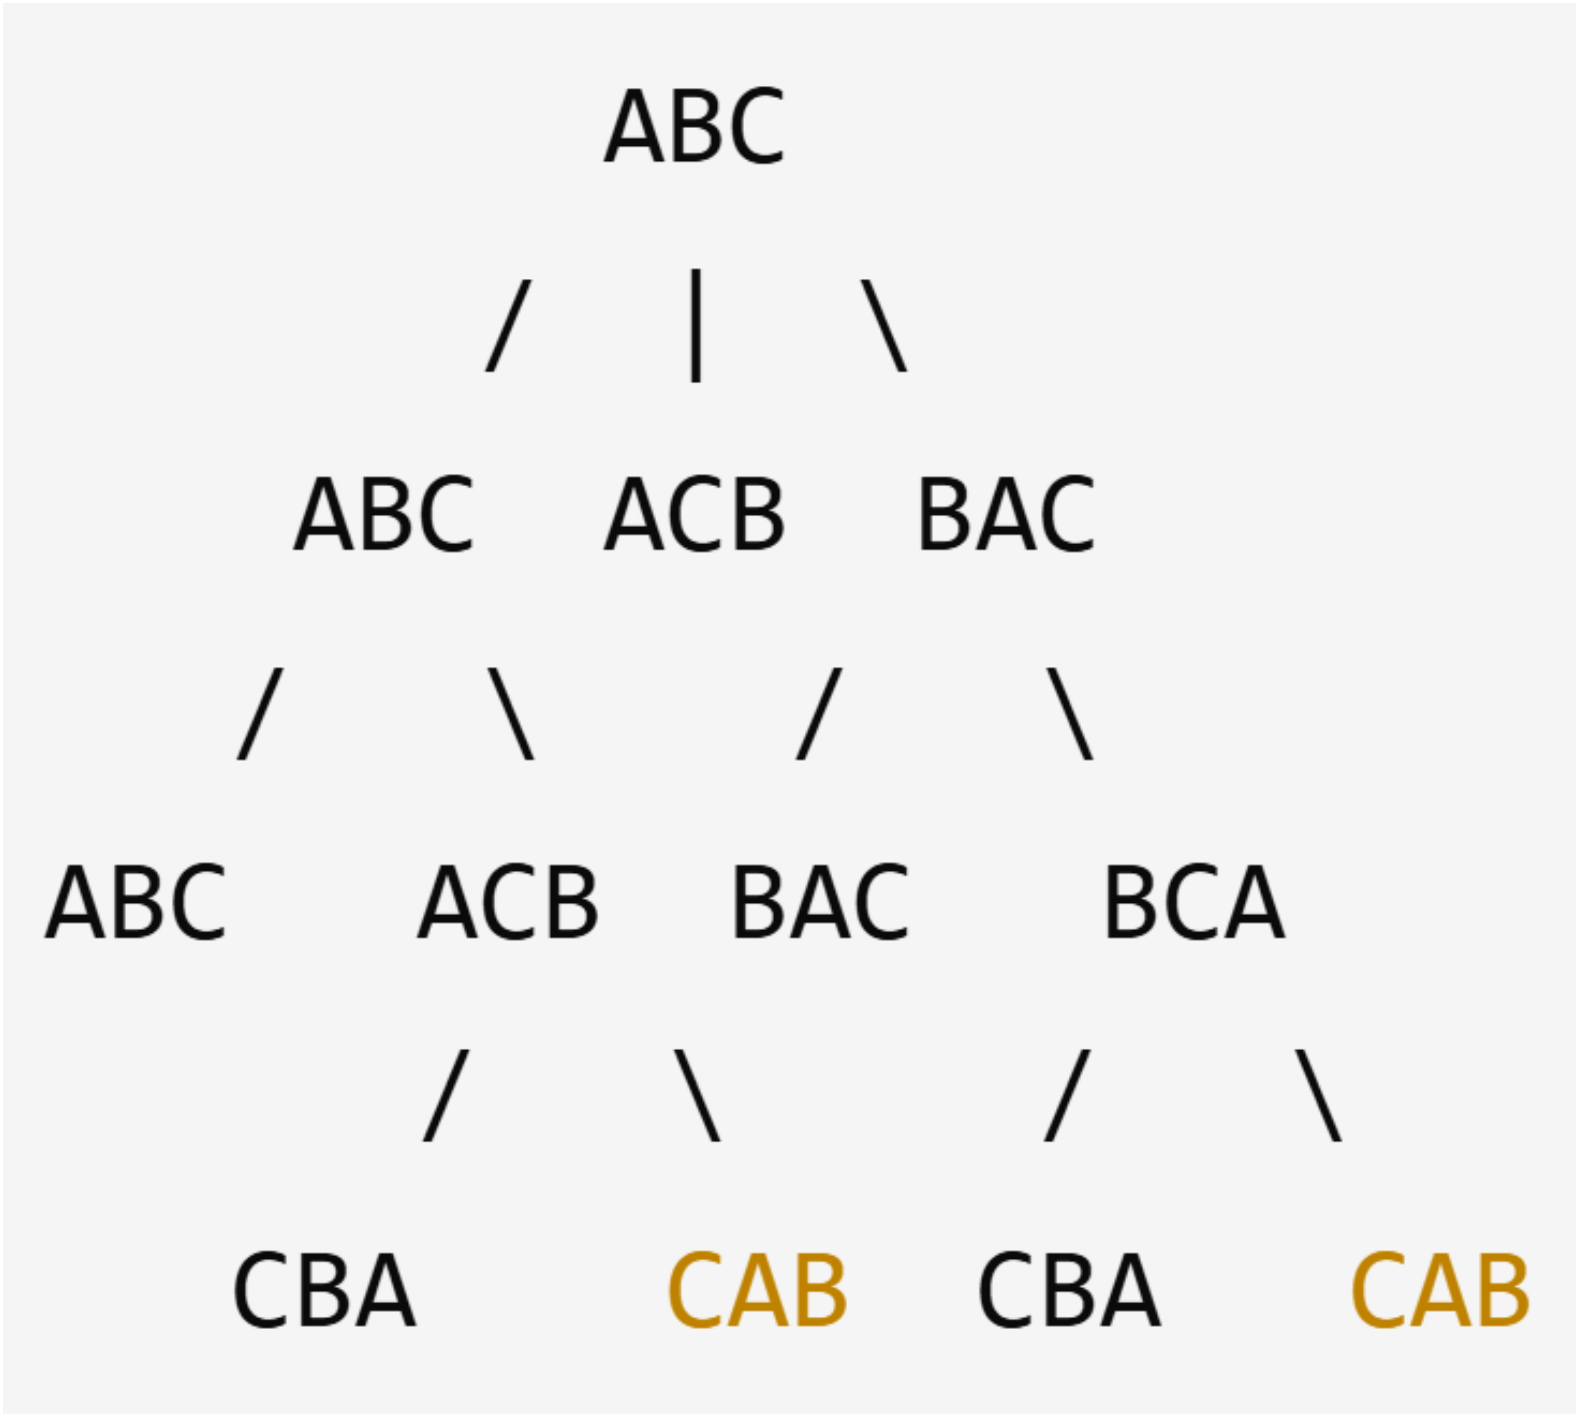 ABC
/ | \
ABC ACB BAC
/ \ / \
ABC ACB BAC BCA
/ \ / \
CBA CAB CBA CAB